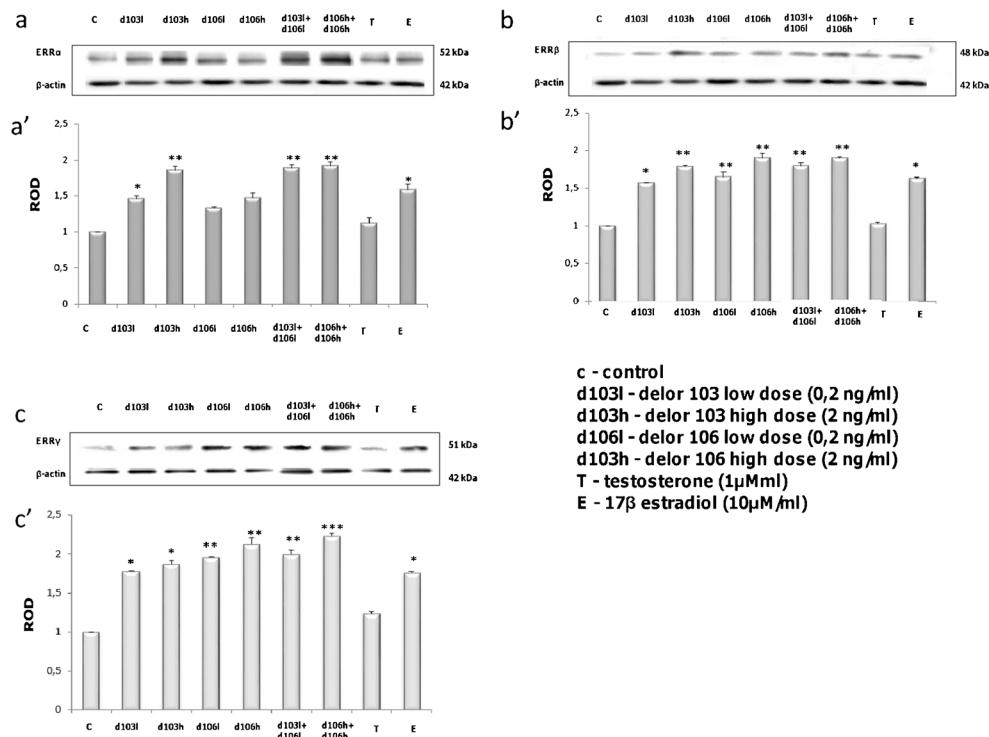 a
C d103l d103h d106l d106h d103l+ d106h+ T E
d106l d106h
ERRα 52 kDa
β-actin 42 kDa
a’
2,5
2
1,5
1
0,5
0
ROD
* ** ** ** *
C d103l d103h d106l d106h d103l+ d106h+ T E
d106l d106h
b
C d103l d103h d106l d106h d103l+ d106h+ T E
d106l d106h
ERRβ 48 kDa
β-actin 42 kDa
b’
2,5
2
1,5
1
0,5
0
ROD
* ** ** ** ** ** *
C d103l d103h d106l d106h d103l+ d106h+ T E
d106l d106h
c - control
d103l - delor 103 low dose (0,2 ng/ml)
d103h - delor 103 high dose (2 ng/ml)
d106l - delor 106 low dose (0,2 ng/ml)
d103h - delor 106 high dose (2 ng/ml)
T - testosterone (1µMml)
E - 17β estradiol (10µM/ml)
c
C d103l d103h d106l d106h d103l+ d106h+ T E
d106l d106h
ERRγ 51 kDa
β-actin 42 kDa
c’
2,5
2
1,5
1
0,5
0
ROD
* * ** ** ** *** *
C d103l d103h d106l d106h d103l+ d106h+ T E
d106l d106h